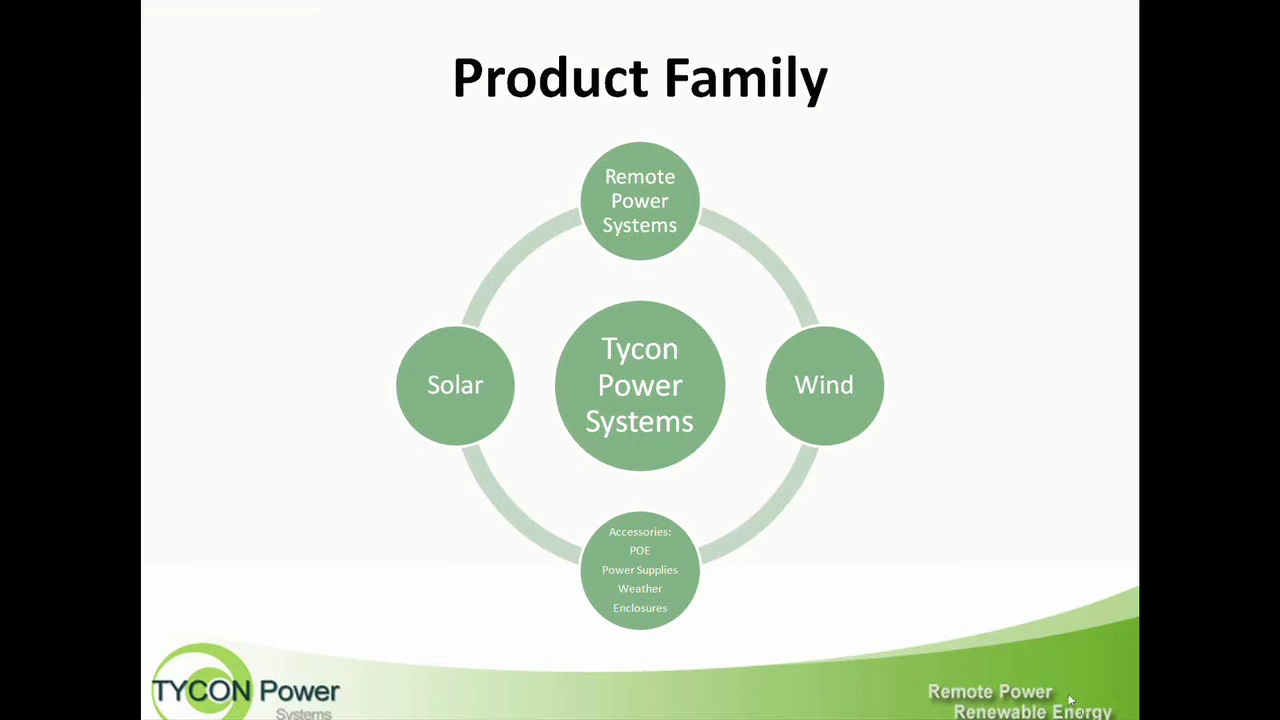 Product Family
Remote
Power
Systems
Tycon
Power
Systems
Solar
Wind
Accessories:
POE
Power Supplies
Weather
Enclosures
TYCON Power
Systems
Remote Power
Renewable Energy